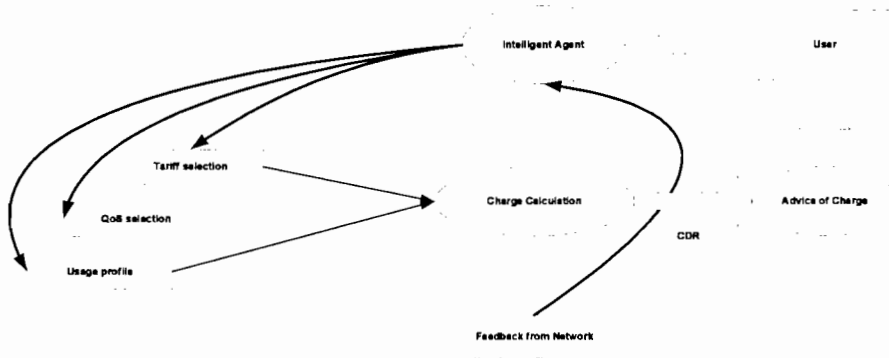 Intelligent Agent
User
Tariff selection
QoS selection
Usage profile
Charge Calculation
Advice of Charge
CDR
Feedback from Network